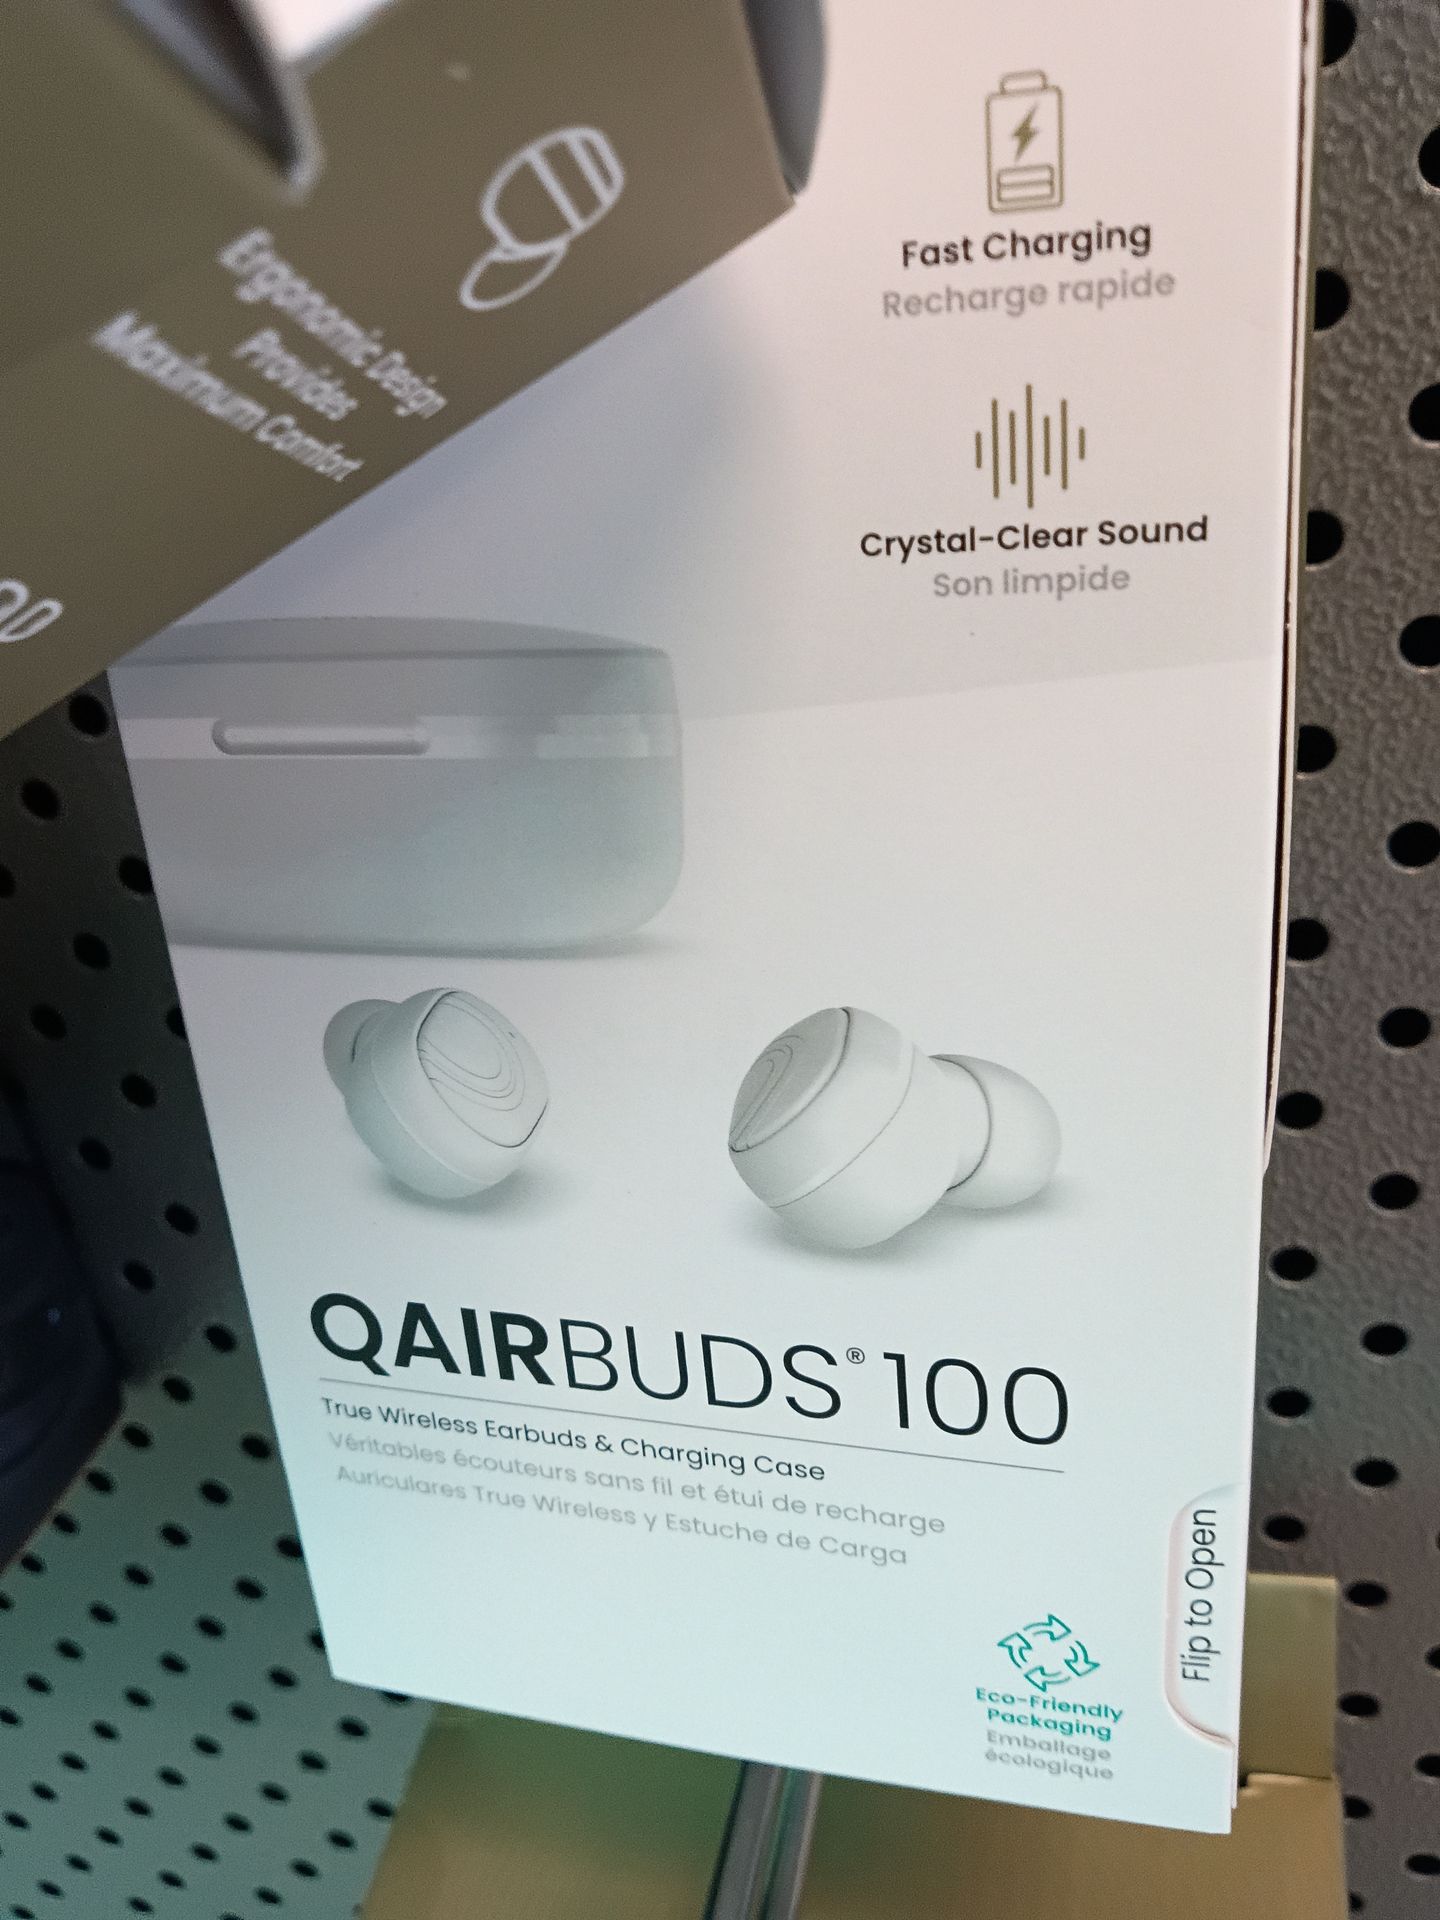 Ergonomic Design
Provides
Maximum Comfort
Fast Charging
Recharge rapide
Crystal-Clear Sound
Son limpide
QAIRBUDS® 100
True Wireless Earbuds & Charging Case
Véritables écouteurs sans fil et étui de recharge
Auriculares True Wireless y Estuche de Carga
Flip to Open
Eco-Friendly
Packaging
Emballage
écologique